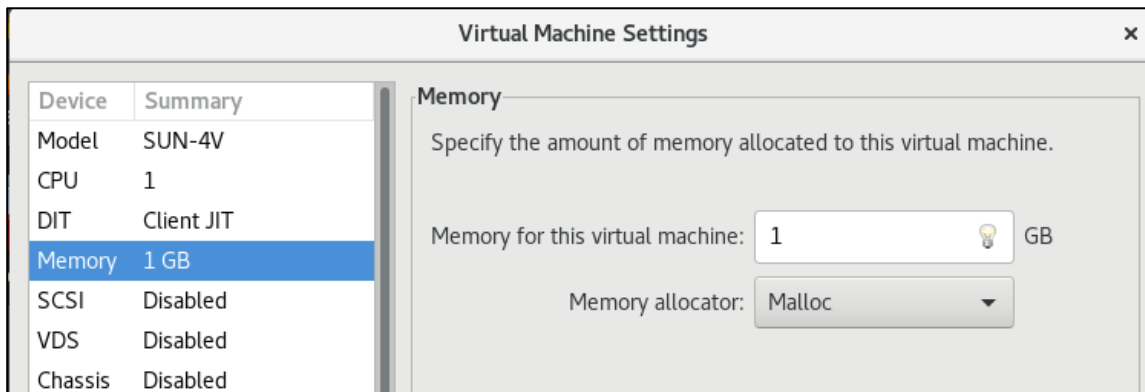 Virtual Machine Settings ×
Device Summary
Model SUN-4V
CPU 1
DIT Client JIT
Memory 1 GB
SCSI Disabled
VDS Disabled
Chassis Disabled
Memory
Specify the amount of memory allocated to this virtual machine.
Memory for this virtual machine: 1 GB
Memory allocator: Malloc